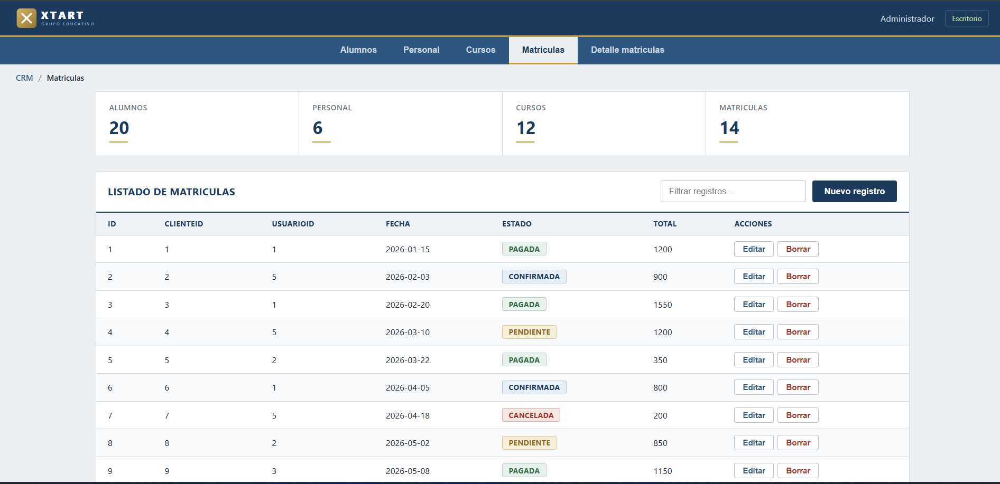 XTART
GRUPO EDUCATIVO
Administrador
Escritorio
Alumnos Personal Cursos Matriculas Detalle matriculas
CRM / Matriculas
ALUMNOS PERSONAL CURSOS MATRICULAS
20 6 12 14
LISTADO DE MATRICULAS
Filtrar registros...
Nuevo registro
ID CLIENTEID USUARIOID FECHA ESTADO TOTAL ACCIONES
1 1 1 2026-01-15 PAGADA 1200 Editar Borrar
2 2 5 2026-02-03 CONFIRMADA 900 Editar Borrar
3 3 1 2026-02-20 PAGADA 1550 Editar Borrar
4 4 5 2026-03-10 PENDIENTE 1200 Editar Borrar
5 5 2 2026-03-22 PAGADA 350 Editar Borrar
6 6 1 2026-04-05 CONFIRMADA 800 Editar Borrar
7 7 5 2026-04-18 CANCELADA 200 Editar Borrar
8 8 2 2026-05-02 PENDIENTE 850 Editar Borrar
9 9 3 2026-05-08 PAGADA 1150 Editar Borrar